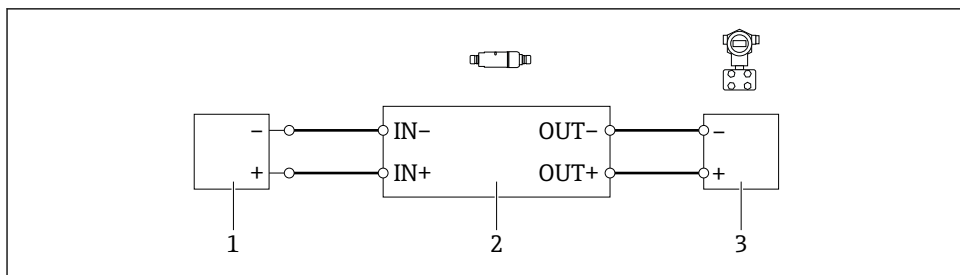 − IN− OUT− −
+ IN+ OUT+ +
1 2 3